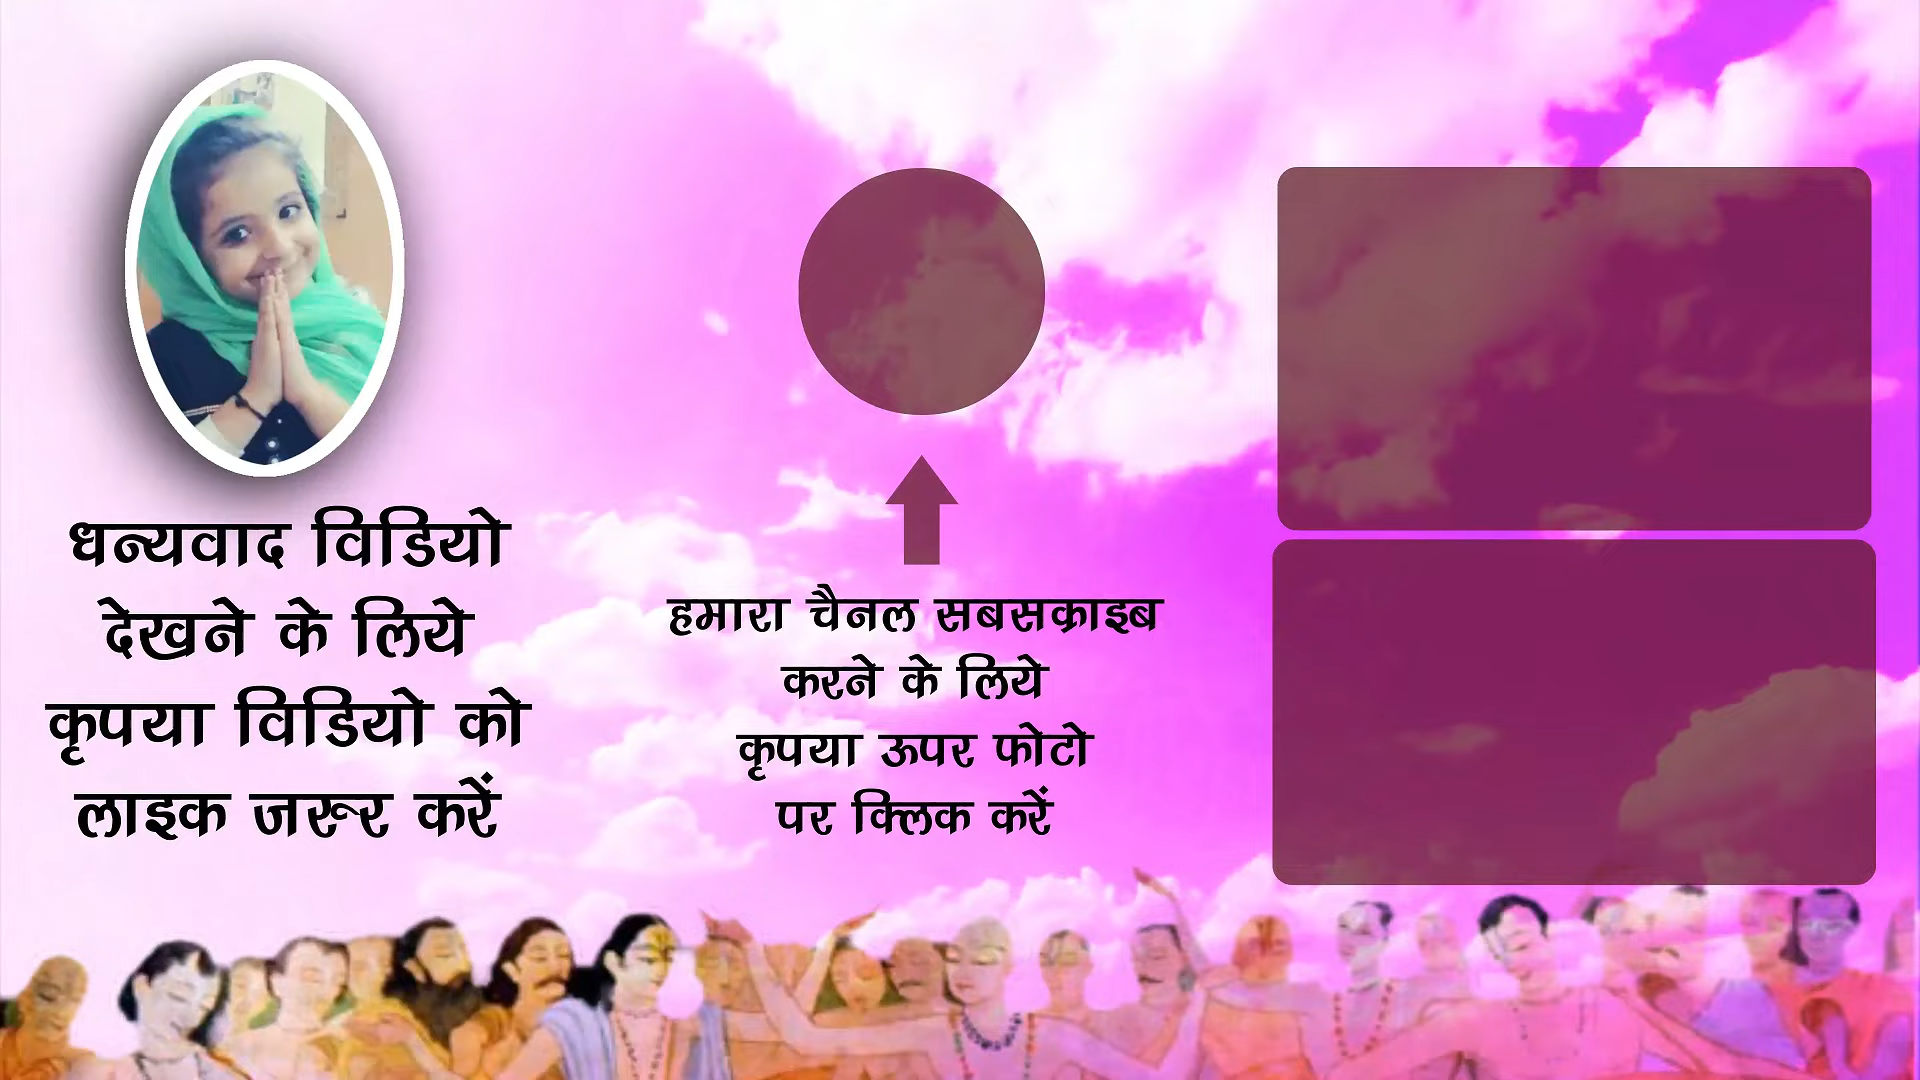 धन्यवाद विडियो
देखने के लिये
कृपया विडियो को
लाइक जरूर करें
हमारा चैनल सबसक्राइब
करने के लिये
कृपया ऊपर फोटो
पर क्लिक करें